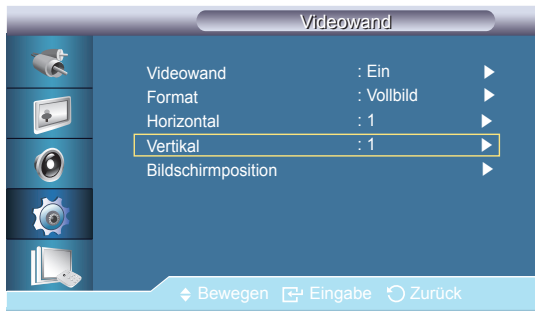 Videowand
Videowand : Ein
Format : Vollbild
Horizontal : 1
Vertikal : 1
Bildschirmposition
Bewegen Eingabe Zurück